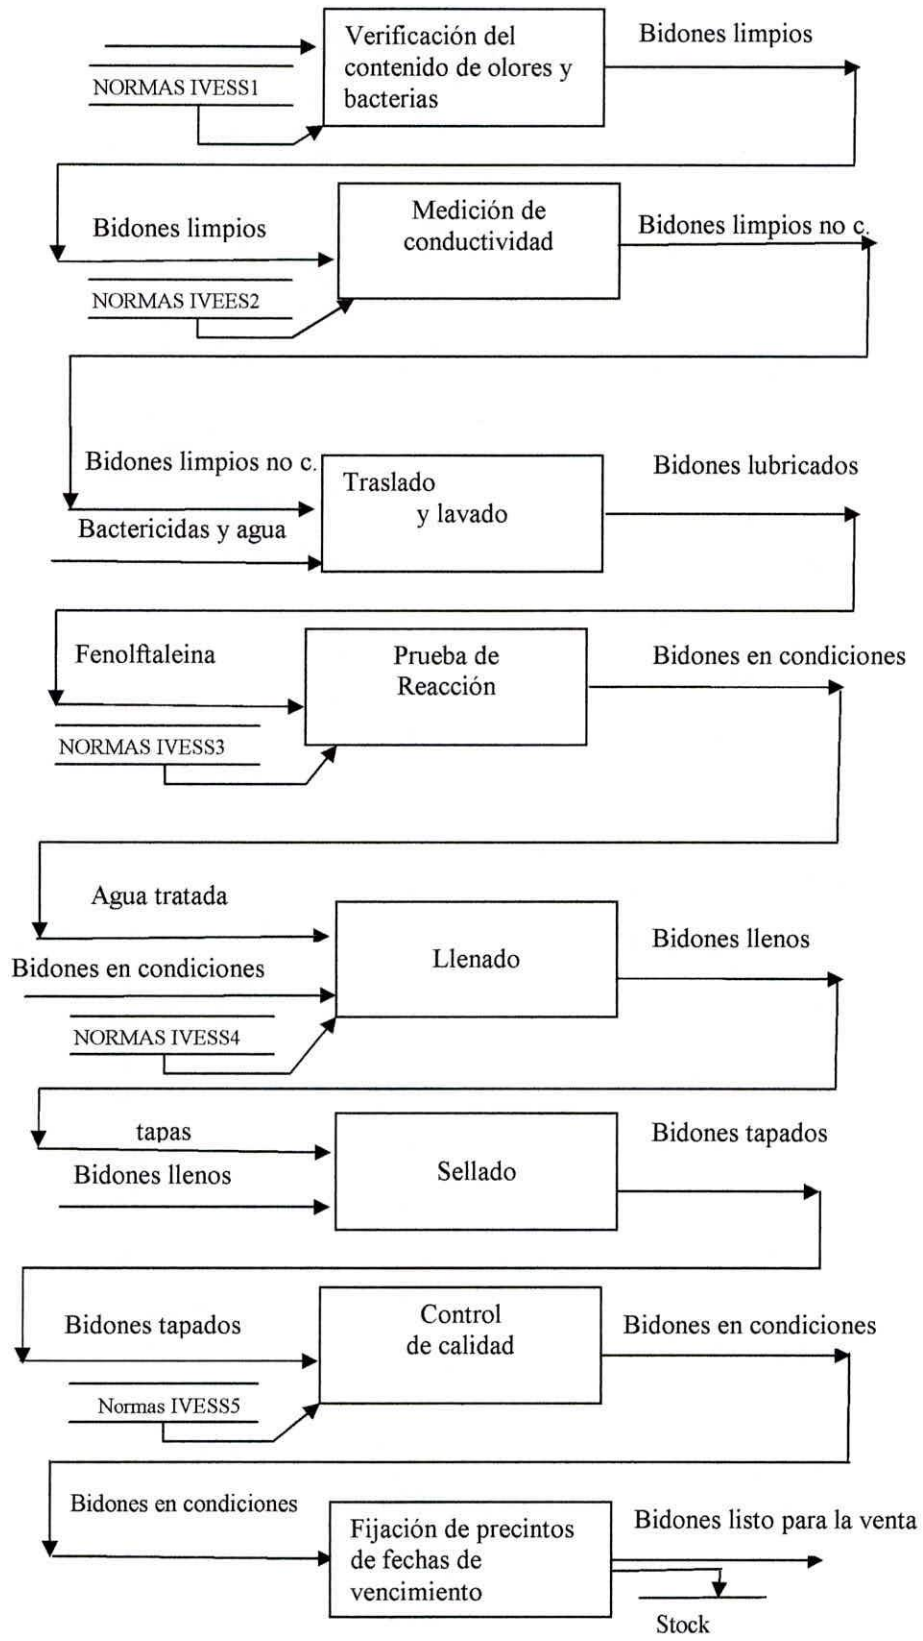 Verificación del
contenido de olores y
bacterias
Bidones limpios
NORMAS IVESS1
Bidones limpios
Medición de
conductividad
Bidones limpios no c.
NORMAS IVEES2
Bidones limpios no c.
Traslado
y lavado
Bidones lubricados
Bactericidas y agua
Fenolftaleina
Prueba de
Reacción
Bidones en condiciones
NORMAS IVESS3
Agua tratada
Llenado
Bidones llenos
Bidones en condiciones
NORMAS IVESS4
tapas
Bidones tapados
Bidones llenos
Sellado
Bidones tapados
Control
de calidad
Bidones en condiciones
Normas IVESS5
Bidones en condiciones
Fijación de precintos
de fechas de
vencimiento
Bidones listo para la venta
Stock